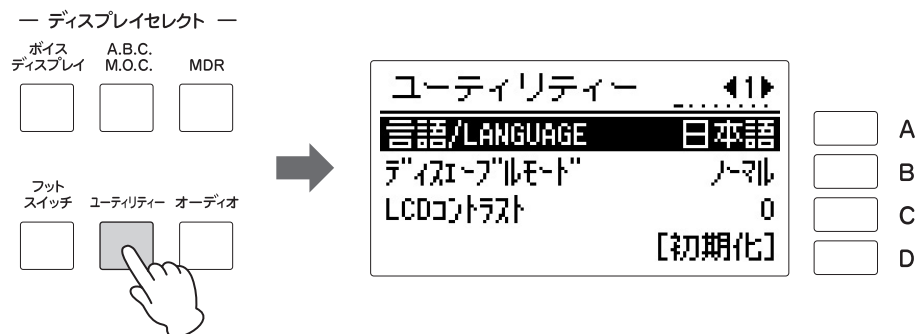 — ディスプレイセレクト —
ボイス
ディスプレイ
A.B.C.
M.O.C.
MDR
フット
スイッチ
ユーティリティー
オーディオ
ユーティリティー ◀1▶
言語/LANGUAGE 日本語
ディスエーブルモード ノーマル
LCDコントラスト 0
[初期化]
A
B
C
D